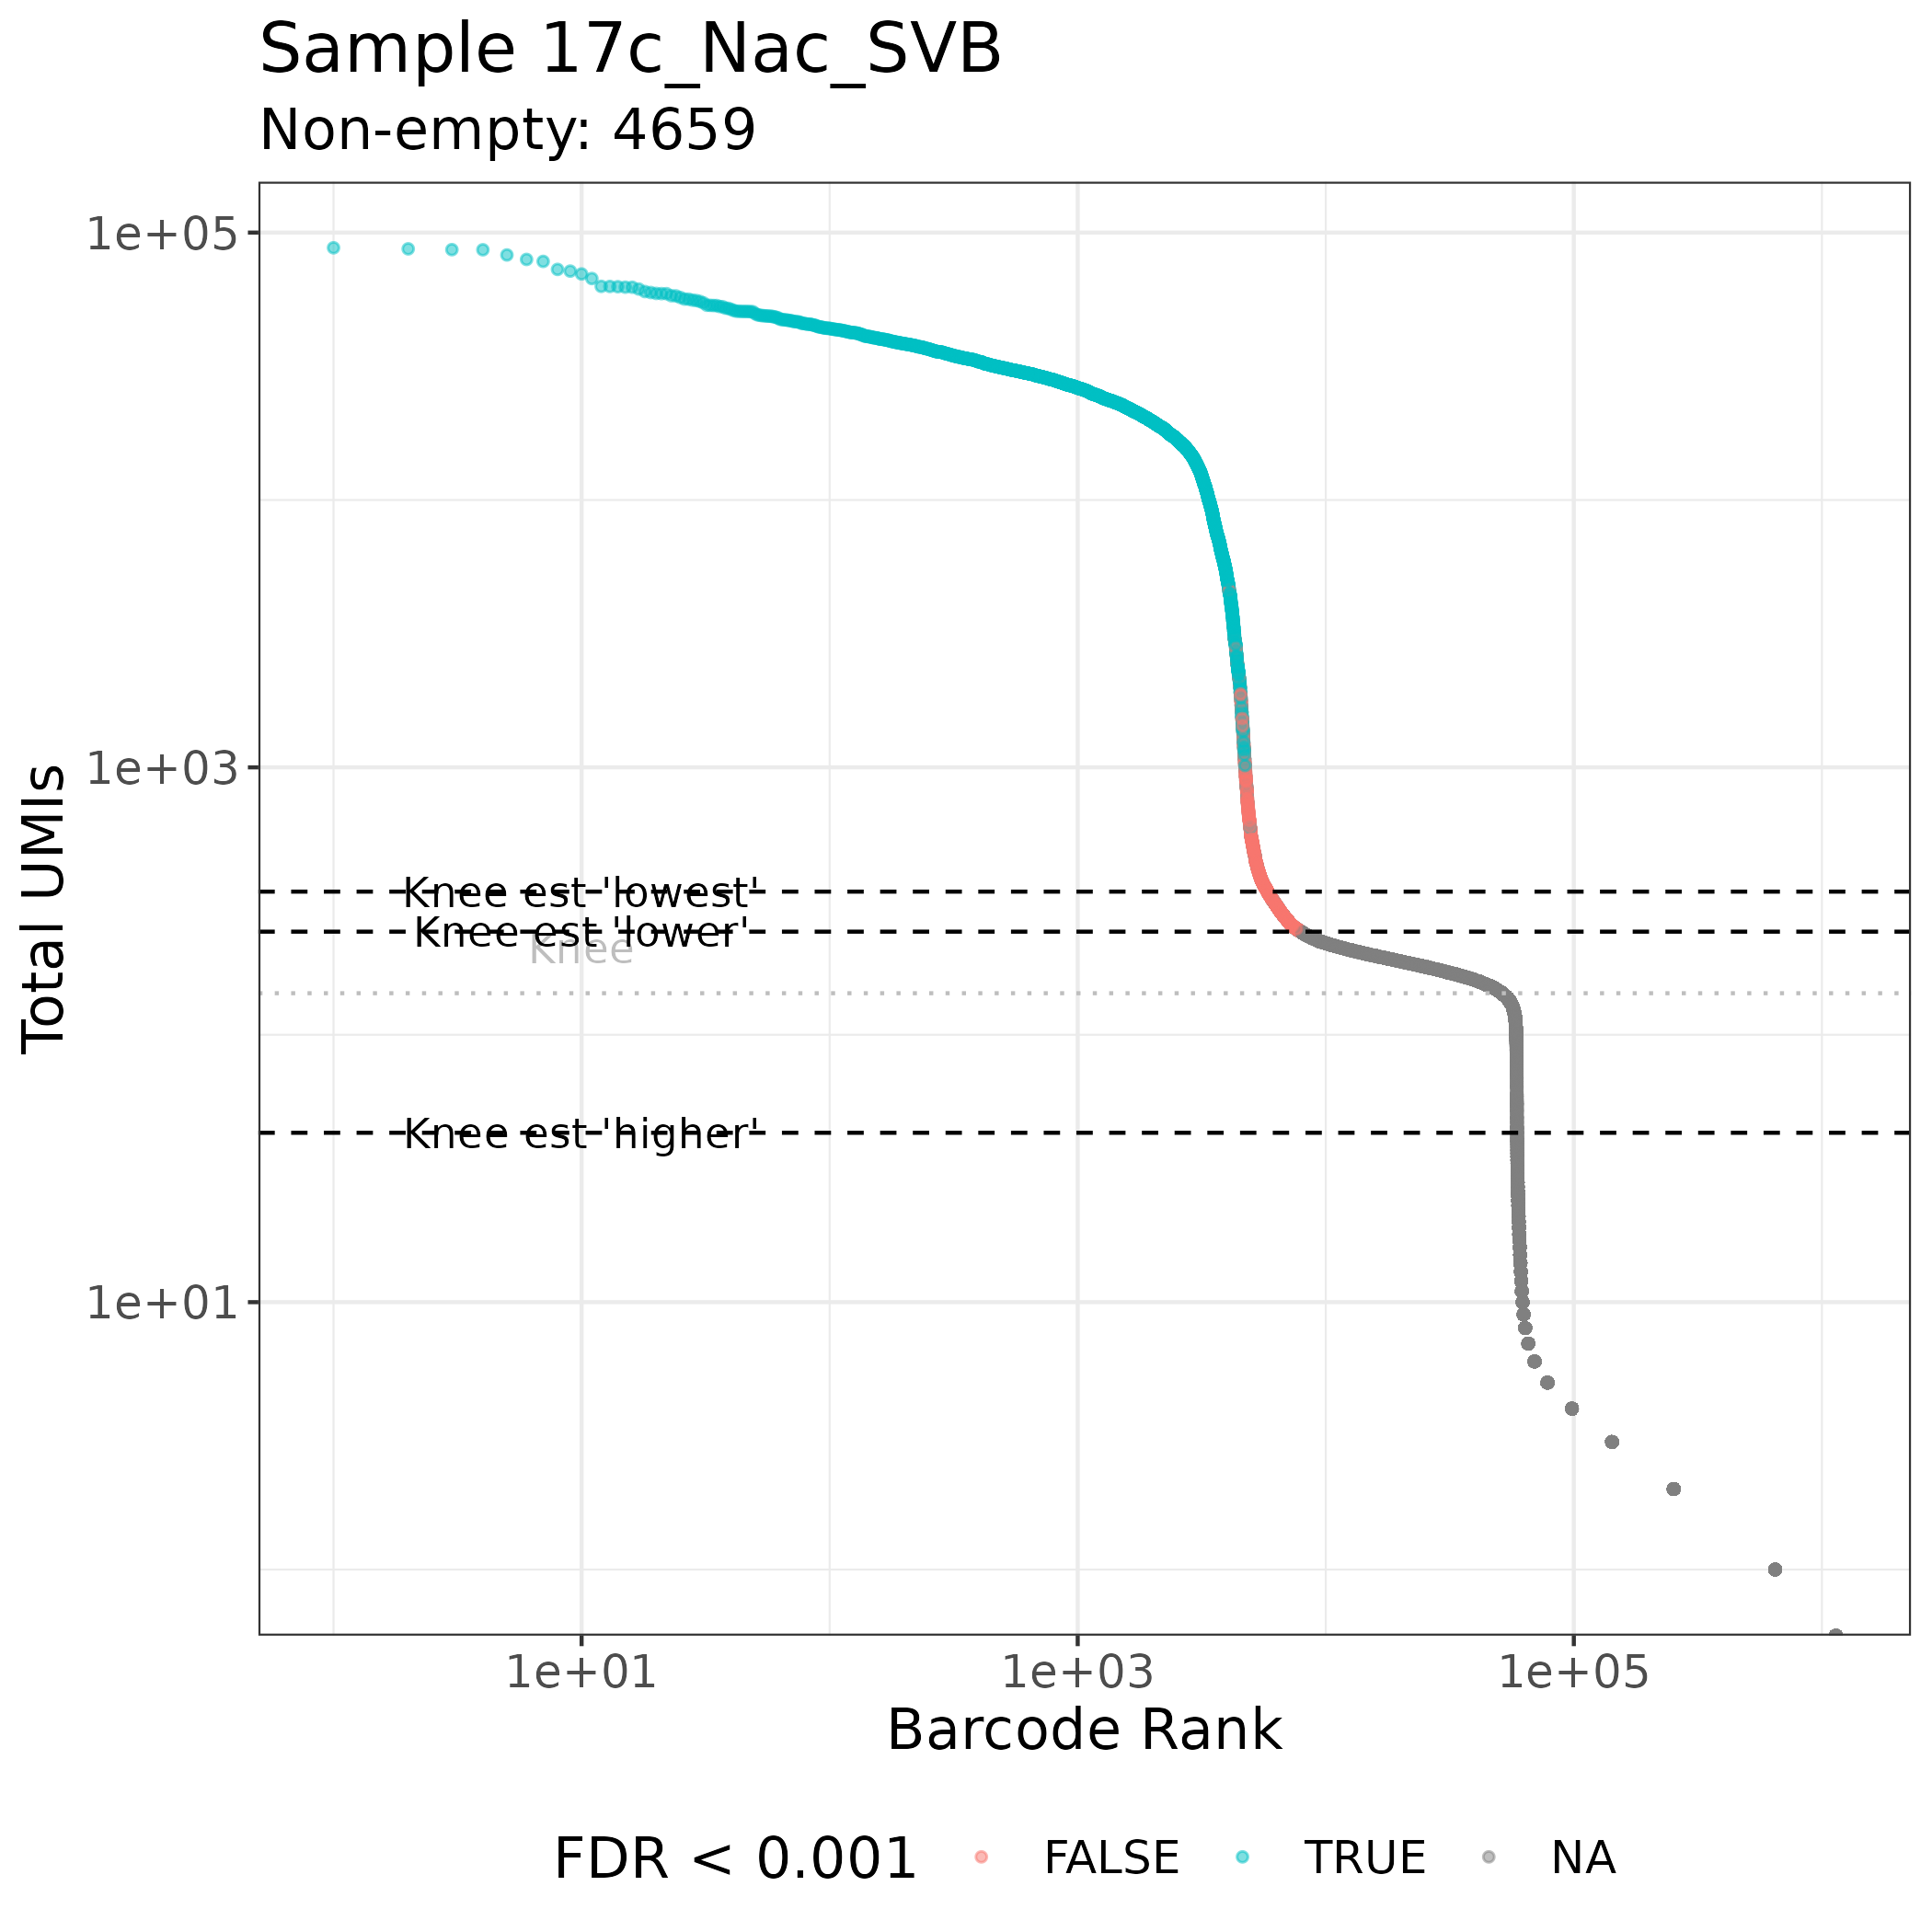 Sample 17c_Nac_SVB
Non-empty: 4659
1e+05
1e+03
1e+01
Total UMIs
Knee est 'lowest'
Knee est 'lower'
Knee
Knee est 'higher'
1e+01 1e+03 1e+05
Barcode Rank
FDR < 0.001 FALSE TRUE NA